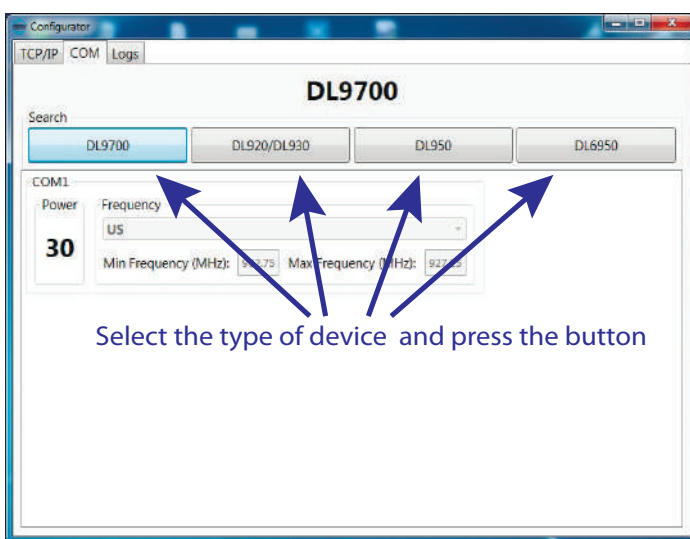 Configurator
TCP/IP COM Logs
DL9700
Search
DL9700 DL920/DL930 DL950 DL6950
COM1
Power Frequency
US
30
Min Frequency (MHz): Max Frequency (MHz):
Select the type of device and press the button